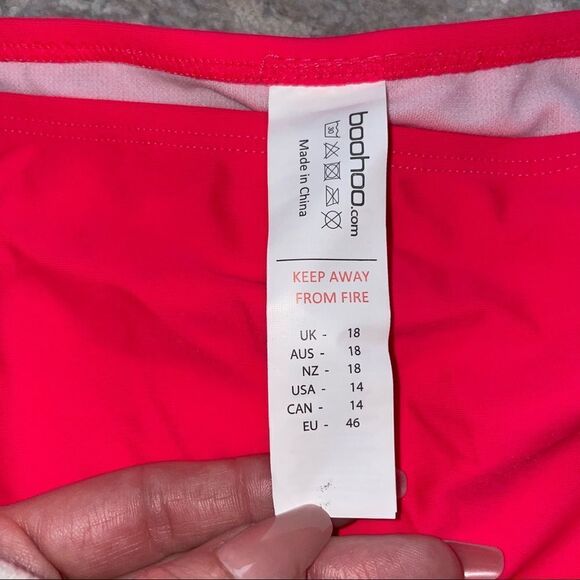 boohoo.com
30
Made in China
KEEP AWAY
FROM FIRE
UK - 18
AUS - 18
NZ - 18
USA - 14
CAN - 14
EU - 46